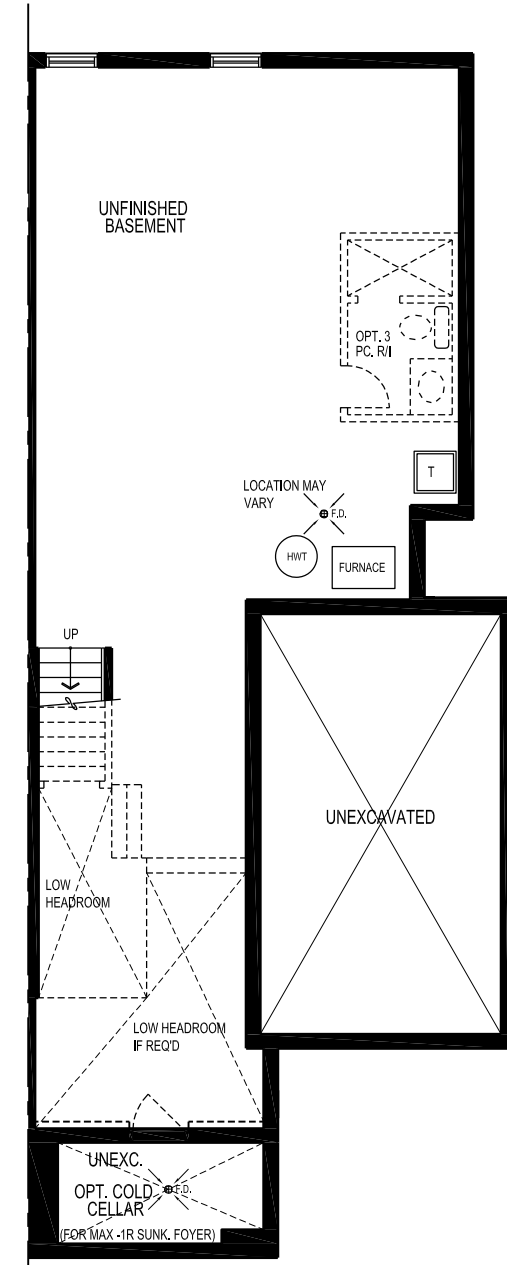 UNFINISHED
BASEMENT
OPT. 3
PC. R/I
T
LOCATION MAY
VARY
F.D.
HWT
FURNACE
UP
UNEXCAVATED
LOW
HEADROOM
LOW HEADROOM
IF REQ'D
UNEXC.
OPT. COLD
CELLAR
F.D.
(FOR MAX -1R SUNK. FOYER)